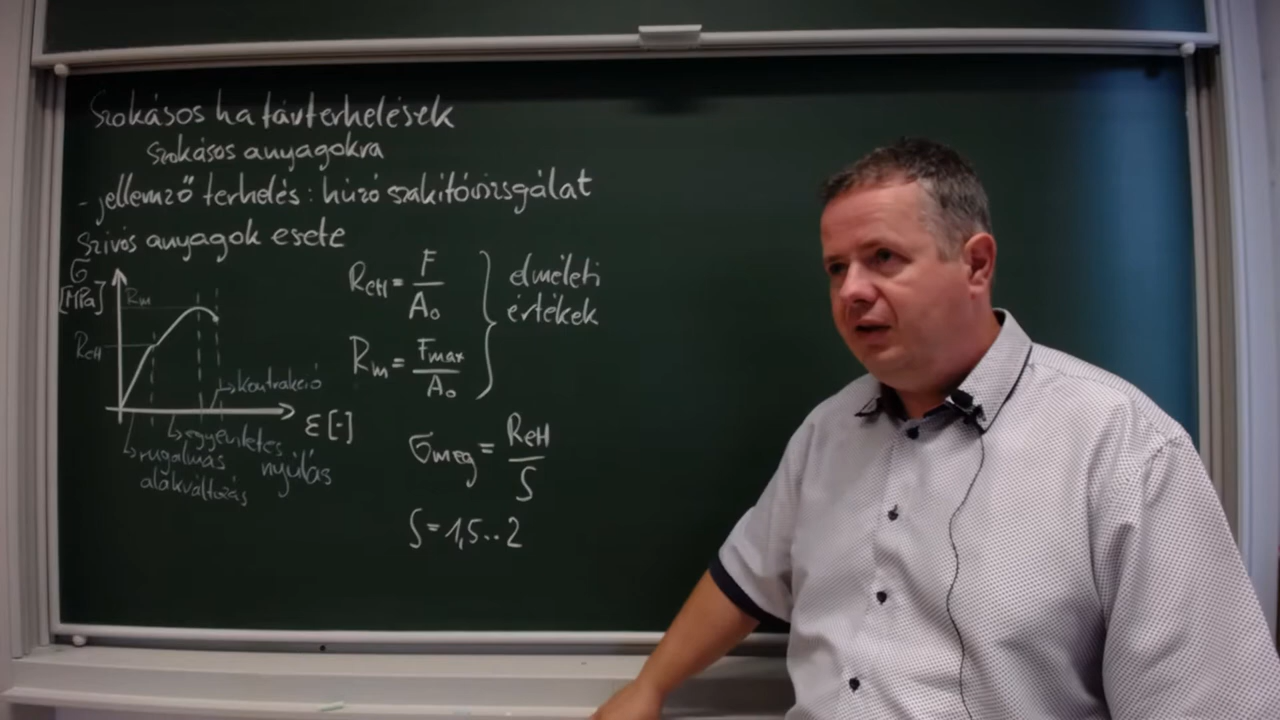 Szokásos határterhelések
Szokásos anyagokra
- jellemző terhelés: húzó szakítóvizsgálat
Szívós anyagok esete
σ
[MPa]
Rm
ReH
ε [-]
↳ kontrakció
↳ egyenletes nyúlás
↳ rugalmas alakváltozás
ReH = F / A₀
Rm = Fmax / A₀
} elméleti
értékek
σmeg = ReH / S
S = 1,5..2